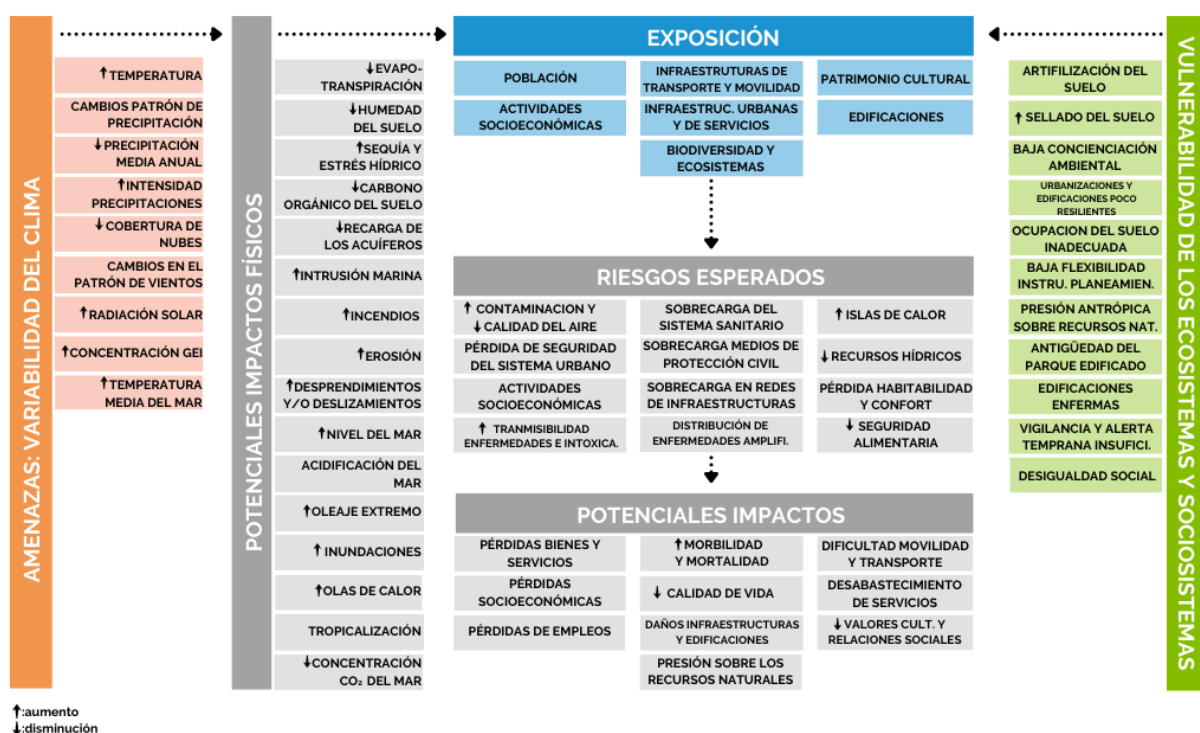 AMENAZAS: VARIABILIDAD DEL CLIMA
↑TEMPERATURA
CAMBIOS PATRÓN DE
PRECIPITACIÓN
↓PRECIPITACIÓN
MEDIA ANUAL
↑INTENSIDAD
PRECIPITACIONES
↓COBERTURA DE
NUBES
CAMBIOS EN EL
PATRÓN DE VIENTOS
↑RADIACIÓN SOLAR
↑CONCENTRACIÓN GEI
↑TEMPERATURA
MEDIA DEL MAR
POTENCIALES IMPACTOS FÍSICOS
↓EVAPO-
TRANSPIRACIÓN
↓HUMEDAD
DEL SUELO
↑SEQUÍA Y
ESTRÉS HÍDRICO
↓CARBONO
ORGÁNICO DEL SUELO
↓RECARGA DE
LOS ACUÍFEROS
↑INTRUSIÓN MARINA
↑INCENDIOS
↑EROSIÓN
↑DESPRENDIMIENTOS
Y/O DESLIZAMIENTOS
↑NIVEL DEL MAR
ACIDIFICACIÓN DEL
MAR
↑OLEAJE EXTREMO
↑ INUNDACIONES
↑OLAS DE CALOR
TROPICALIZACIÓN
↓CONCENTRACIÓN
CO₂ DEL MAR
EXPOSICIÓN
POBLACIÓN
ACTIVIDADES
SOCIOECONÓMICAS
INFRAESTRUTURAS DE
TRANSPORTE Y MOVILIDAD
INFRAESTRUC. URBANAS
Y DE SERVICIOS
BIODIVERSIDAD Y
ECOSISTEMAS
PATRIMONIO CULTURAL
EDIFICACIONES
RIESGOS ESPERADOS
↑ CONTAMINACION Y
↓ CALIDAD DEL AIRE
PÉRDIDA DE SEGURIDAD
DEL SISTEMA URBANO
ACTIVIDADES
SOCIOECONÓMICAS
↑ TRANMISIBILIDAD
ENFERMEDADES E INTOXICA.
SOBRECARGA DEL
SISTEMA SANITARIO
SOBRECARGA MEDIOS DE
PROTECCIÓN CIVIL
SOBRECARGA EN REDES
DE INFRAESTRUCTURAS
DISTRIBUCIÓN DE
ENFERMEDADES AMPLIFI.
↑ ISLAS DE CALOR
↓ RECURSOS HÍDRICOS
PÉRDIDA HABITABILIDAD
Y CONFORT
↓ SEGURIDAD
ALIMENTARIA
POTENCIALES IMPACTOS
PÉRDIDAS BIENES Y
SERVICIOS
PÉRDIDAS
SOCIOECONÓMICAS
PÉRDIDAS DE EMPLEOS
↑MORBILIDAD
Y MORTALIDAD
↓ CALIDAD DE VIDA
DAÑOS INFRAESTRUCTURAS
Y EDIFICACIONES
PRESIÓN SOBRE LOS
RECURSOS NATURALES
DIFICULTAD MOVILIDAD
Y TRANSPORTE
DESABASTECIMIENTO
DE SERVICIOS
↓VALORES CULT. Y
RELACIONES SOCIALES
ARTIFILIZACIÓN DEL
SUELO
↑ SELLADO DEL SUELO
BAJA CONCIENCIACIÓN
AMBIENTAL
URBANIZACIONES Y
EDIFICACIONES POCO
RESILIENTES
OCUPACION DEL SUELO
INADECUADA
BAJA FLEXIBILIDAD
INSTRU. PLANEAMIEN.
PRESIÓN ANTRÓPICA
SOBRE RECURSOS NAT.
ANTIGÜEDAD DEL
PARQUE EDIFICADO
EDIFICACIONES
ENFERMAS
VIGILANCIA Y ALERTA
TEMPRANA INSUFICI.
DESIGUALDAD SOCIAL
VULNERABILIDAD DE LOS ECOSISTEMAS Y SOCIOSISTEMAS
↑:aumento
↓:disminución